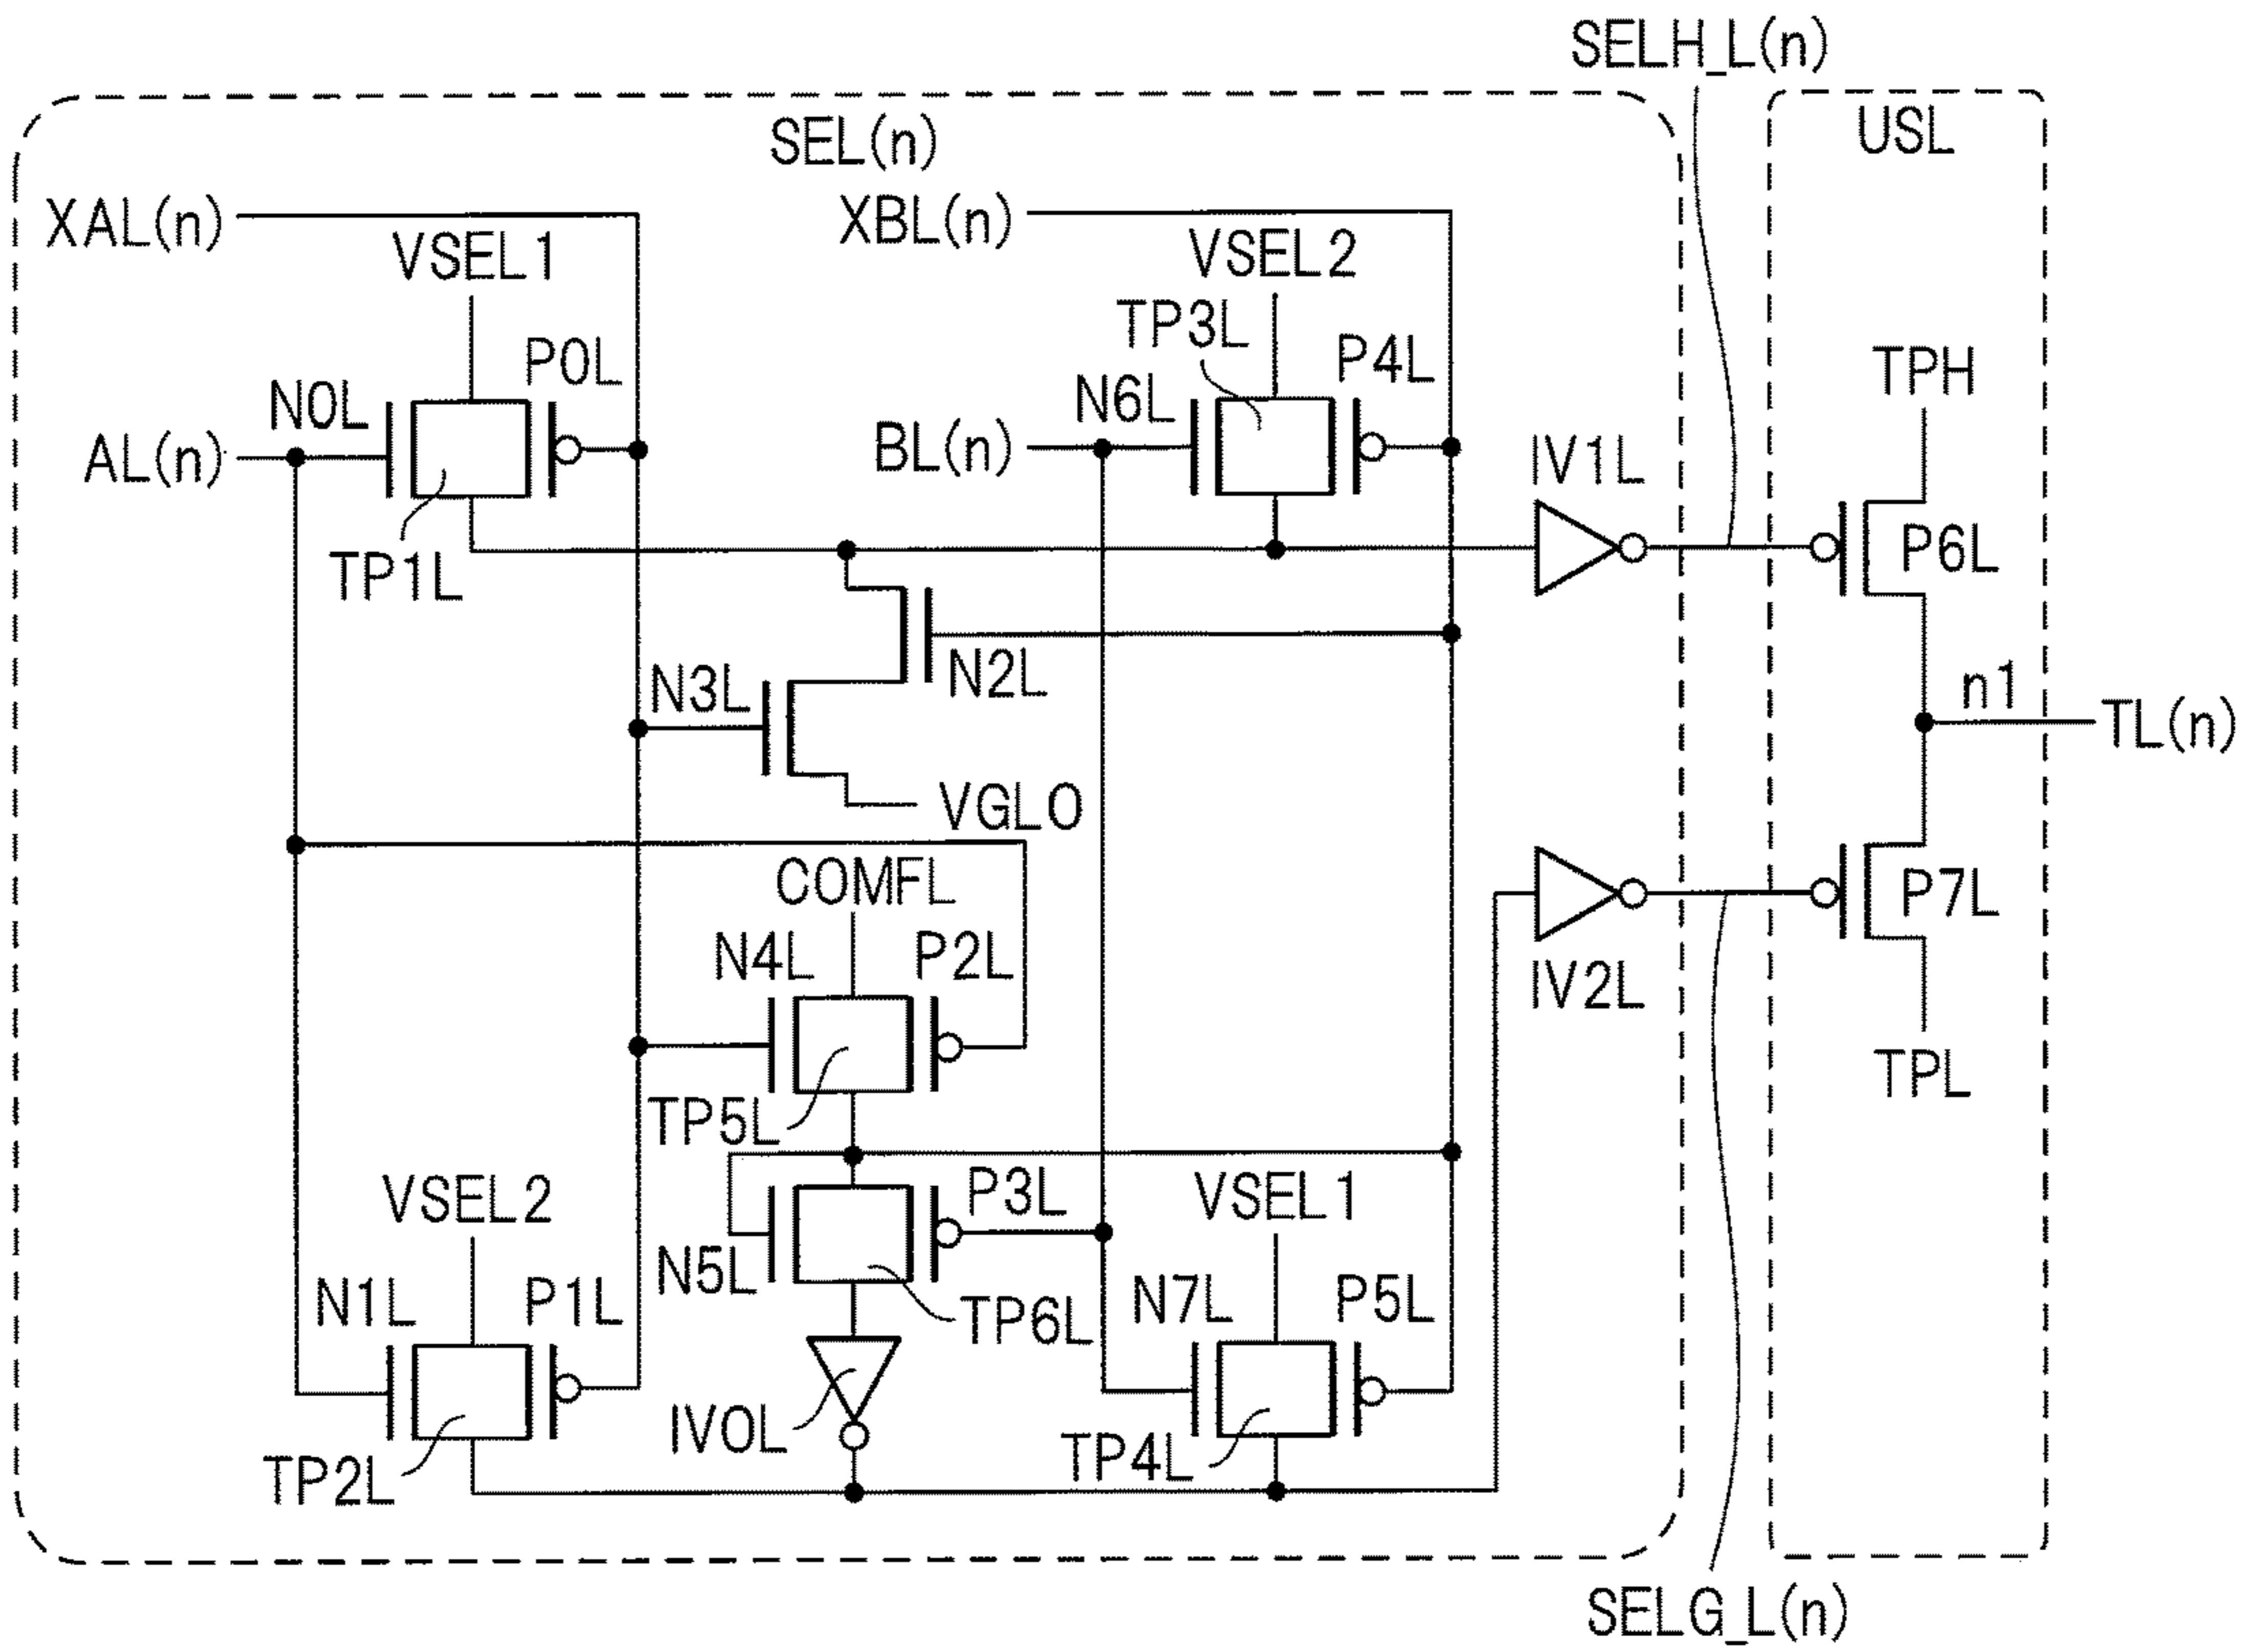 SELH_L(n)
SEL(n)
USL
XAL(n)
XBL(n)
VSEL1
VSEL2
TP3L
P0L
P4L
TPH
N0L
N6L
AL(n)
BL(n)
IV1L
P6L
TP1L
N3L
N2L
n1
TL(n)
VGLO
COMFL
P7L
N4L
P2L
IV2L
TPL
TP5L
VSEL2
P3L
VSEL1
N5L
N1L
P1L
TP6L
N7L
P5L
IVOL
TP4L
TP2L
SELG_L(n)